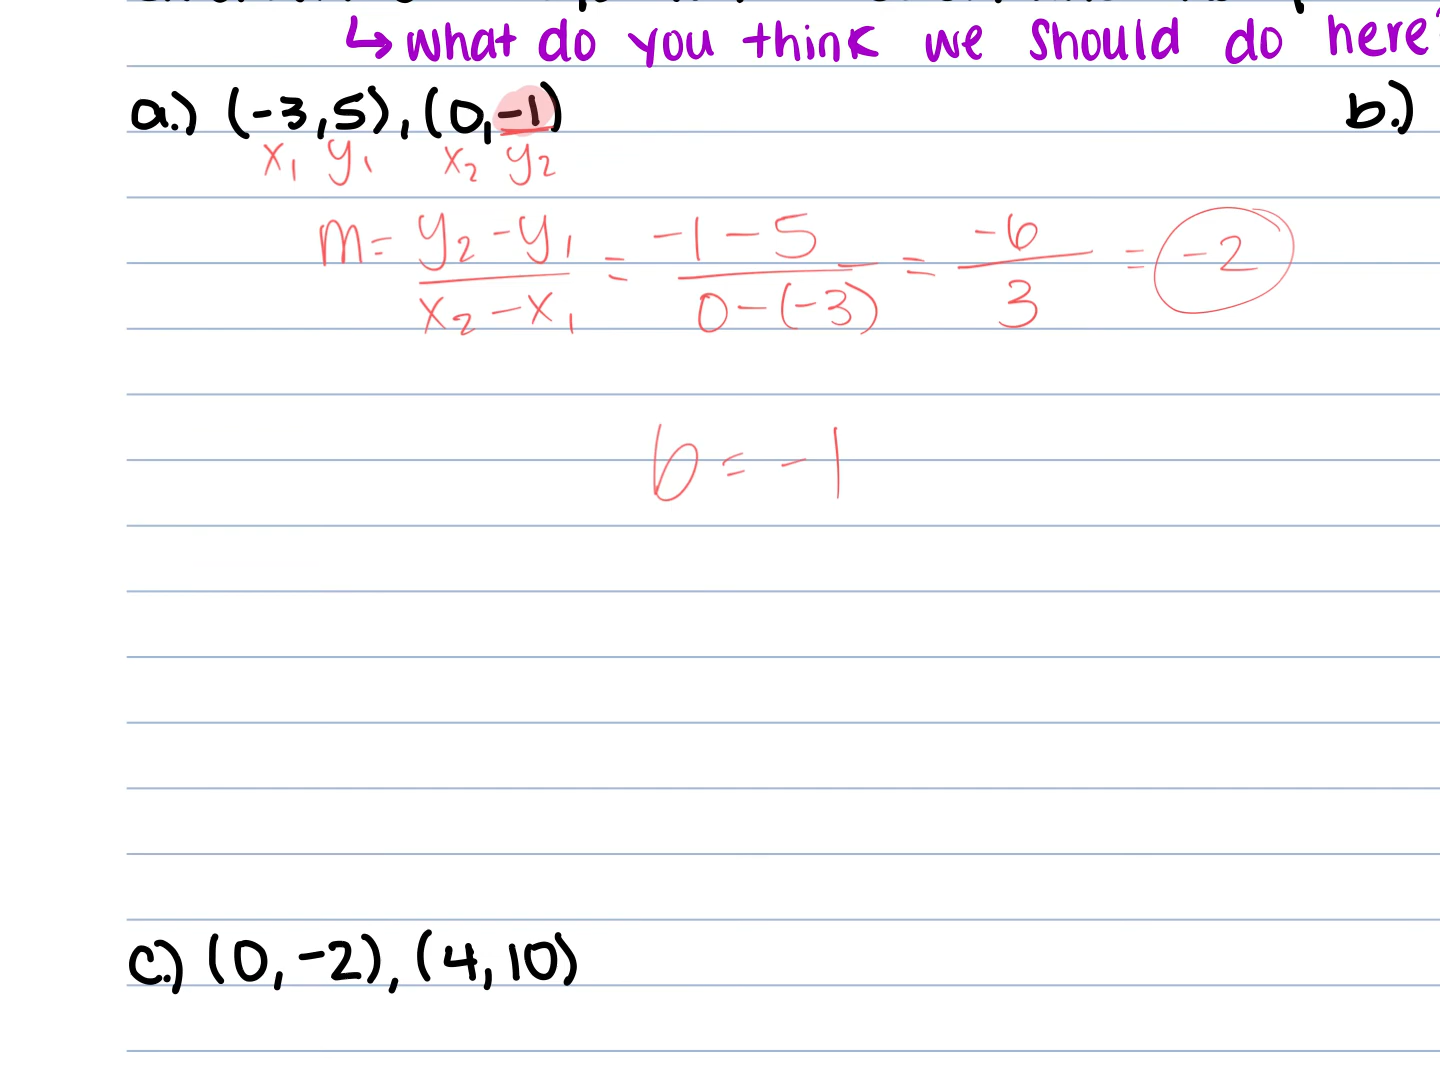 ↳ what do you think we should do here?
a.) (-3,5), (0,-1)
b.)
x₁ y₁ x₂ y₂
m = y₂ - y₁ / x₂ - x₁ = -1 - 5 / 0 - (-3) = -6 / 3 = -2
b = -1
c.) (0, -2), (4, 10)